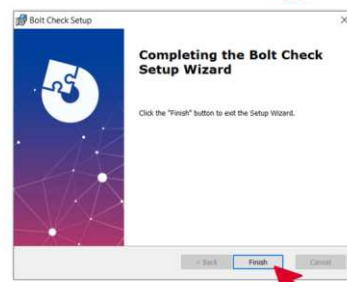 Bolt Check Setup
Completing the Bolt Check
Setup Wizard
Click the "Finish" button to exit the Setup Wizard.
< Back
Finish
Cancel